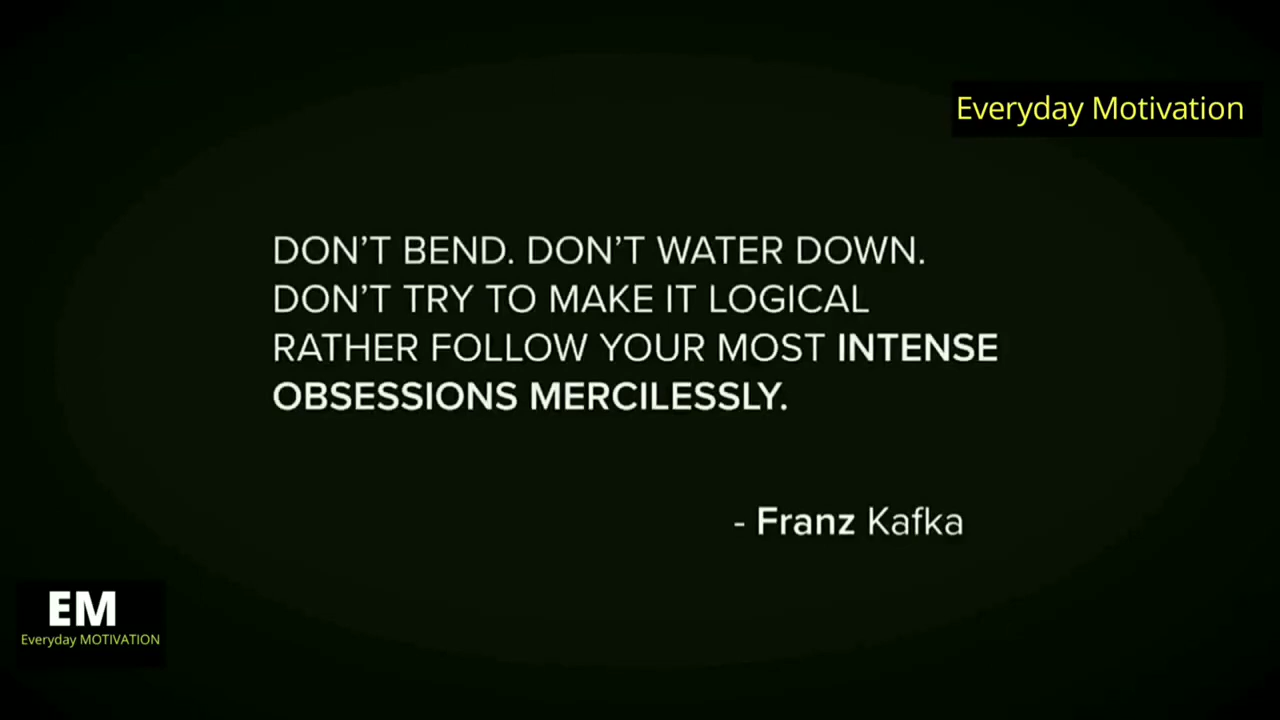 Everyday Motivation
DON’T BEND. DON’T WATER DOWN.
DON’T TRY TO MAKE IT LOGICAL
RATHER FOLLOW YOUR MOST INTENSE
OBSESSIONS MERCILESSLY.
- Franz Kafka
EM
Everyday MOTIVATION